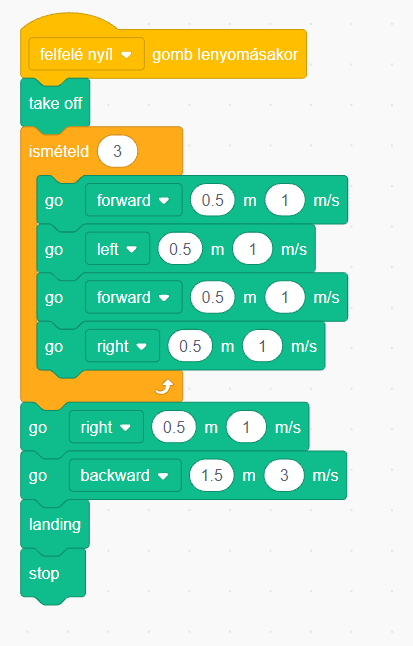 felfelé nyíl gomb lenyomásakor
take off
ismételd 3
go forward 0.5 m 1 m/s
go left 0.5 m 1 m/s
go forward 0.5 m 1 m/s
go right 0.5 m 1 m/s
go right 0.5 m 1 m/s
go backward 1.5 m 3 m/s
landing
stop